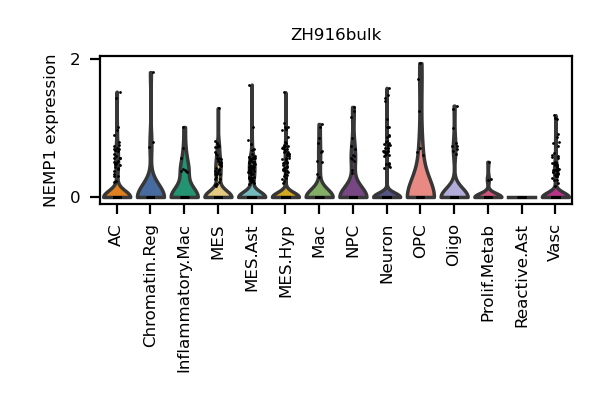 ZH916bulk
NEMP1 expression
2
0
AC
Chromatin.Reg
Inflammatory.Mac
MES
MES.Ast
MES.Hyp
Mac
NPC
Neuron
OPC
Oligo
Prolif.Metab
Reactive.Ast
Vasc